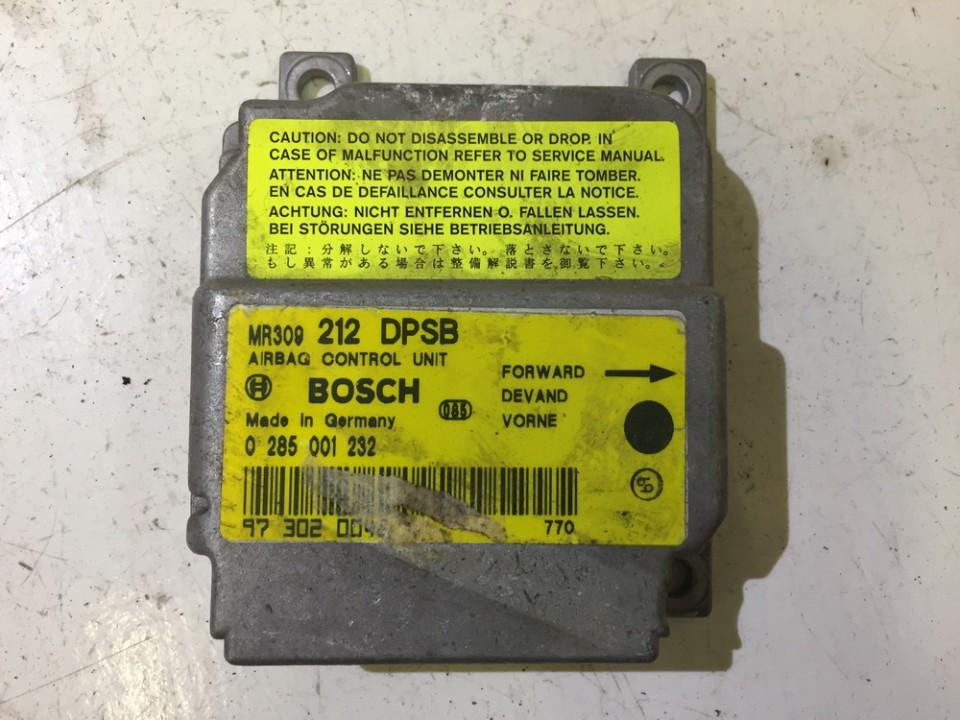 CAUTION: DO NOT DISASSEMBLE OR DROP. IN
CASE OF MALFUNCTION REFER TO SERVICE MANUAL.
ATTENTION: NE PAS DEMONTER NI FAIRE TOMBER.
EN CAS DE DEFAILLANCE CONSULTER LA NOTICE.
ACHTUNG: NICHT ENTFERNEN O. FALLEN LASSEN.
BEI STÖRUNGEN SIEHE BETRIEBSANLEITUNG.
注記：分解しないで下さい。落とさないで下さい。
もし異常がある場合は整備解説書を御覧下さい。
MR309 212 DPSB
AIRBAG CONTROL UNIT
BOSCH
085
Made in Germany
0 285 001 232
FORWARD
DEVAND
VORNE
97 302
770